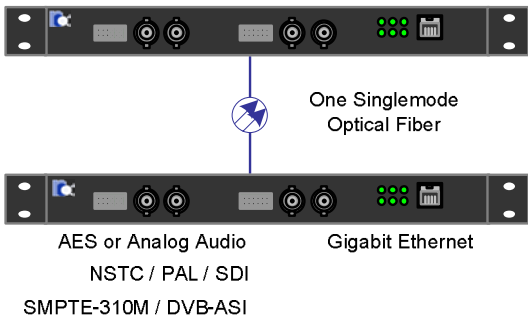 One Singlemode
Optical Fiber
AES or Analog Audio
Gigabit Ethernet
NSTC / PAL / SDI
SMPTE-310M / DVB-ASI